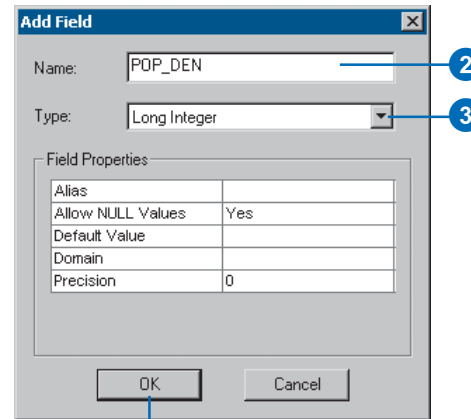 Add Field
Name: POP_DEN
2
Type: Long Integer
3
Field Properties
Alias
Allow NULL Values Yes
Default Value
Domain
Precision 0
OK Cancel